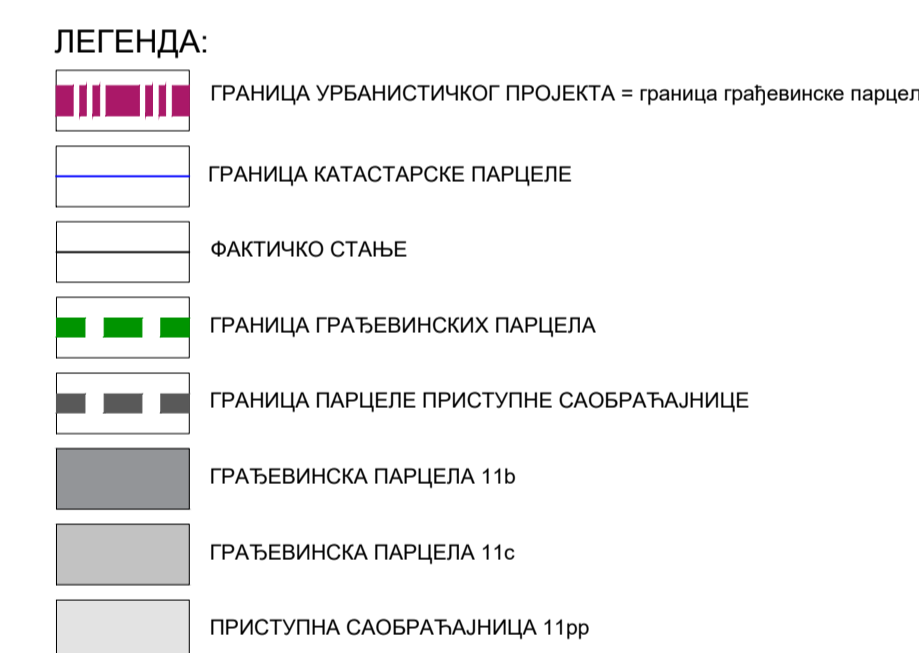 ЛЕГЕНДА:
ГРАНИЦА УРБАНИСТИЧКОГ ПРОЈЕКТА = граница грађевинске парцел
ГРАНИЦА КАТАСТАРСКЕ ПАРЦЕЛЕ
ФАКТИЧКО СТАЊЕ
ГРАНИЦА ГРАЂЕВИНСКИХ ПАРЦЕЛА
ГРАНИЦА ПАРЦЕЛЕ ПРИСТУПНЕ САОБРАЋАЈНИЦЕ
ГРАЂЕВИНСКА ПАРЦЕЛА 11b
ГРАЂЕВИНСКА ПАРЦЕЛА 11c
ПРИСТУПНА САОБРАЋАЈНИЦА 11pp